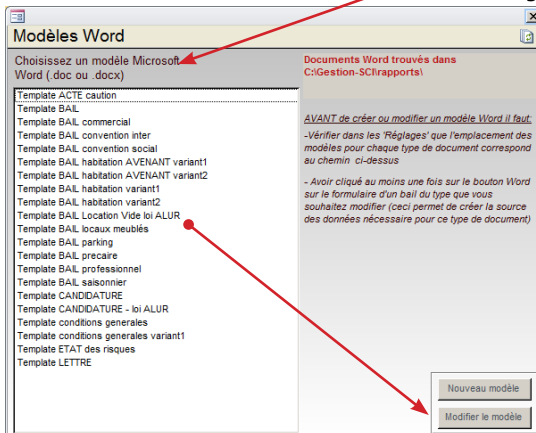 Modèles Word
Choisissez un modèle Microsoft
Word (.doc ou .docx)
Template ACTE caution
Template BAIL
Template BAIL commercial
Template BAIL convention inter
Template BAIL convention social
Template BAIL habitation AVENANT variant1
Template BAIL habitation AVENANT variant2
Template BAIL habitation variant1
Template BAIL habitation variant2
Template BAIL Location Vide loi ALUR
Template BAIL locaux meublés
Template BAIL parking
Template BAIL precaire
Template BAIL professionnel
Template BAIL saisonnier
Template CANDIDATURE
Template CANDIDATURE - loi ALUR
Template conditions generales
Template conditions generales variant1
Template ETAT des risques
Template LETTRE
Documents Word trouvés dans
C:\Gestion-SCI\rapports\
AVANT de créer ou modifier un modèle Word il faut:
-Vérifier dans les 'Réglages' que l'emplacement des
modèles pour chaque type de document correspond
au chemin ci-dessus
- Avoir cliqué au moins une fois sur le bouton Word
sur le formulaire d'un bail du type que vous
souhaitez modifier (ceci permet de créer la source
des données nécessaire pour ce type de document)
Nouveau modèle
Modifier le modèle